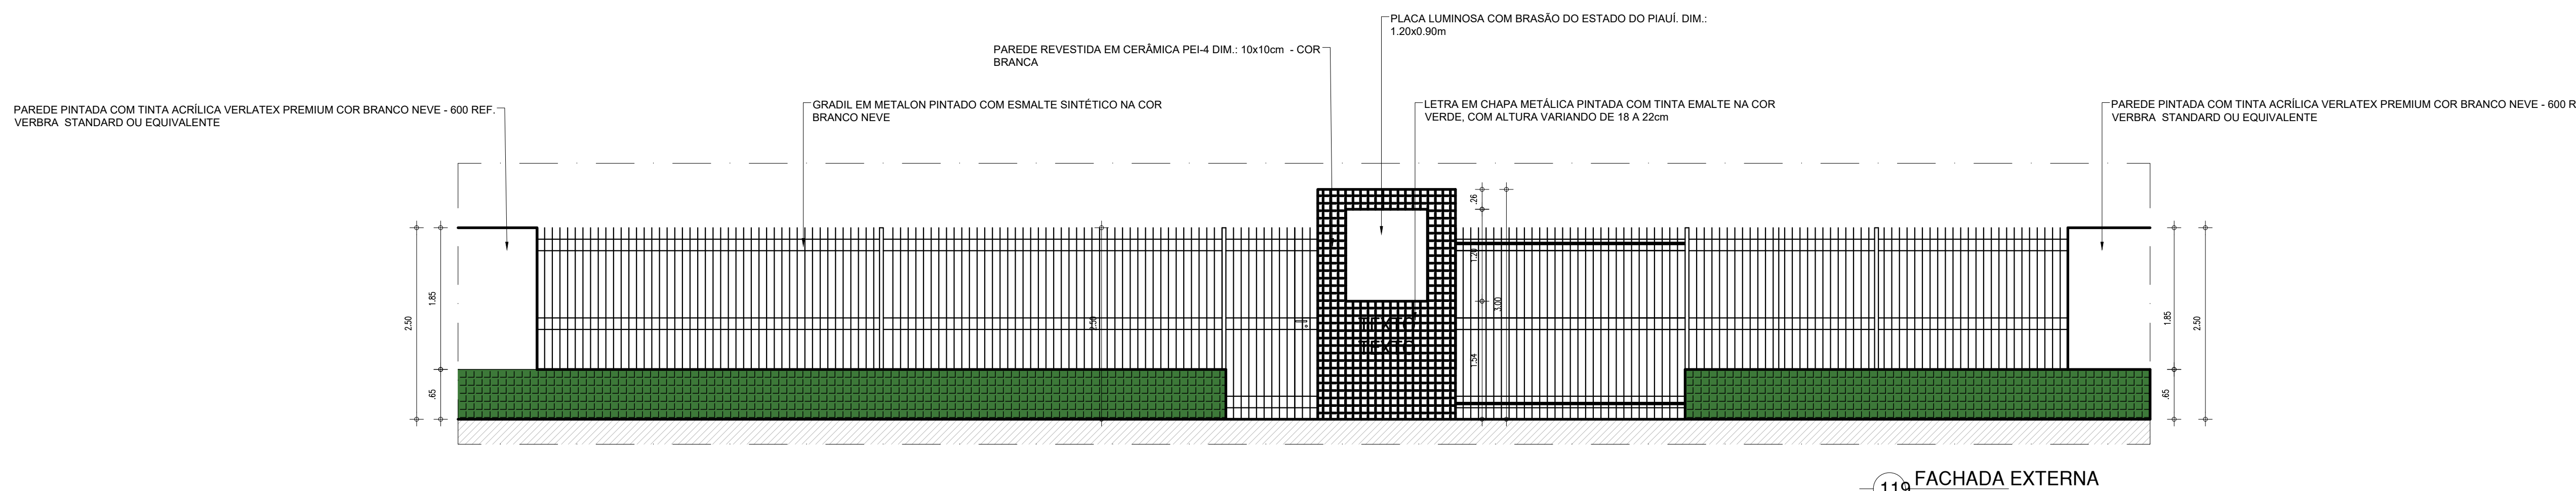 PLACA LUMINOSA COM BRASÃO DO ESTADO DO PIAUÍ. DIM.:
1.20x0.90m
PAREDE REVESTIDA EM CERÂMICA PEI-4 DIM.: 10x10cm - COR
BRANCA
PAREDE PINTADA COM TINTA ACRÍLICA VERLATEX PREMIUM COR BRANCO NEVE - 600 REF.
VERBRA STANDARD OU EQUIVALENTE
GRADIL EM METALON PINTADO COM ESMALTE SINTÉTICO NA COR
BRANCO NEVE
LETRA EM CHAPA METÁLICA PINTADA COM TINTA EMALTE NA COR
VERDE, COM ALTURA VARIANDO DE 18 A 22cm
PAREDE PINTADA COM TINTA ACRÍLICA VERLATEX PREMIUM COR BRANCO NEVE - 600 R
VERBRA STANDARD OU EQUIVALENTE
2.50
1.85
.65
2.50
TEXTO
TEXTO
.26
1.20
1.54
3.00
1.85
.65
2.50
119
FACHADA EXTERNA